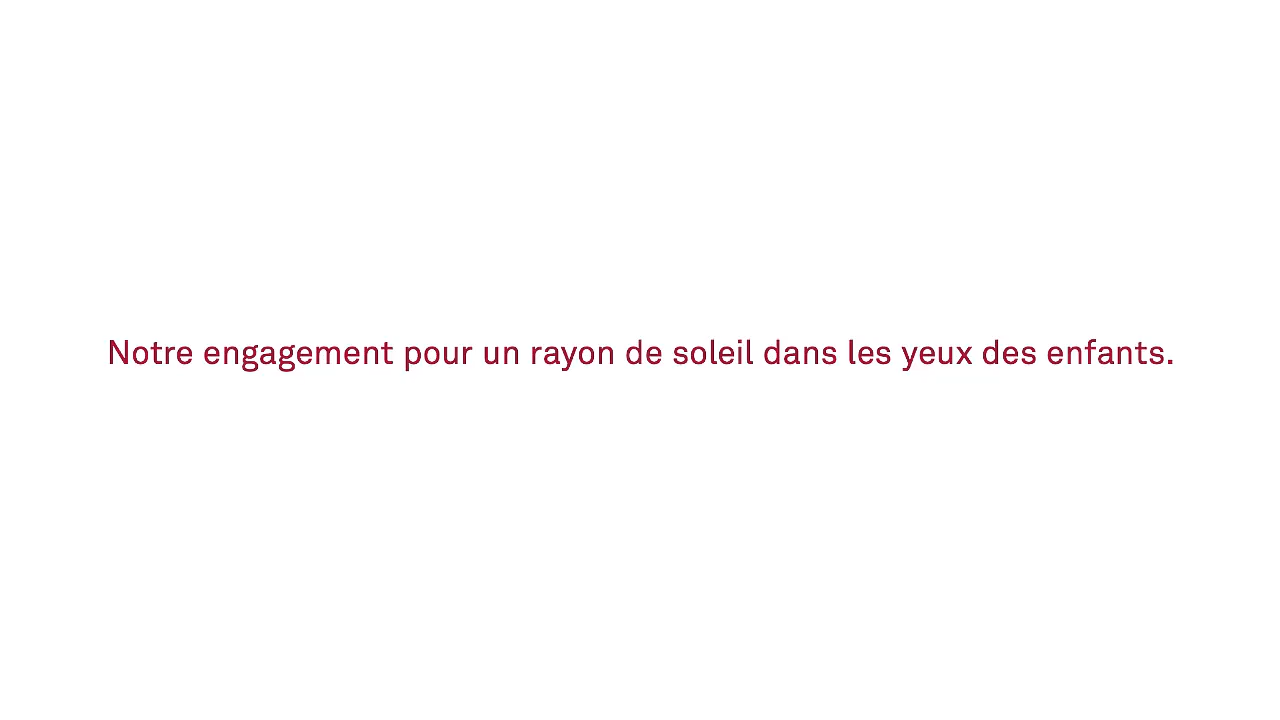 Notre engagement pour un rayon de soleil dans les yeux des enfants.